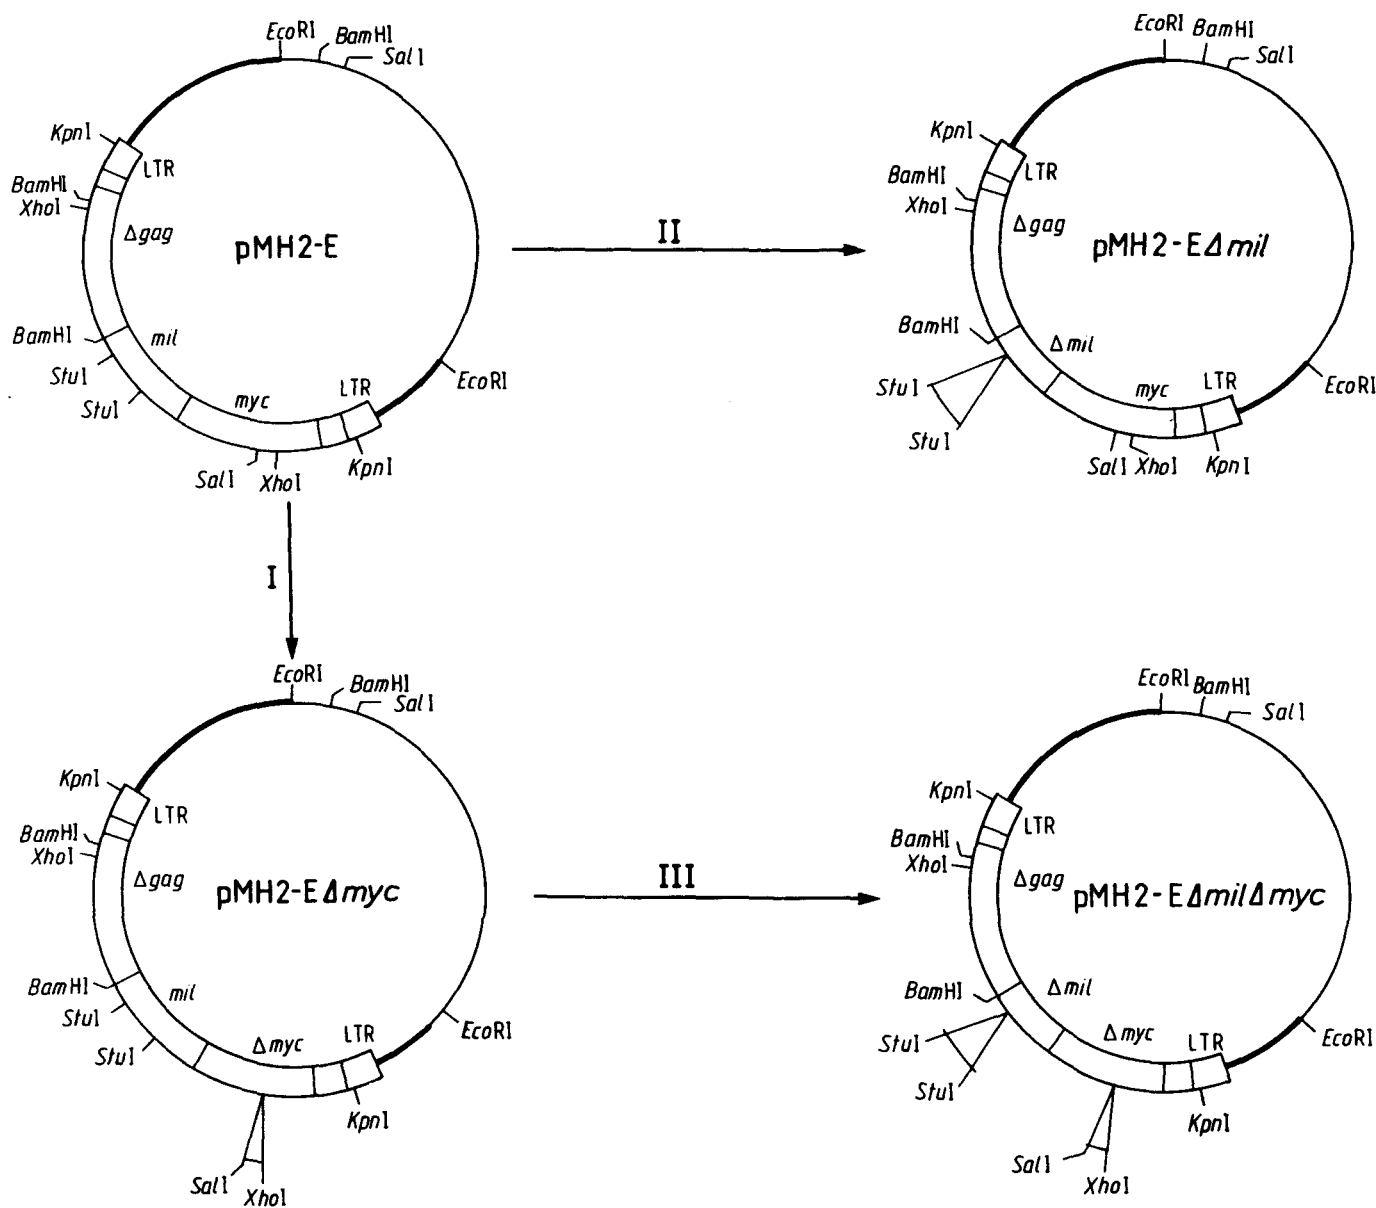 EcoRI
BamHI
SalI
KpnI
LTR
BamHI
XhoI
Δgag
pMH2-E
BamHI
mil
StuI
StuI
myc
LTR
EcoRI
SalI
XhoI
KpnI
II
EcoRI
BamHI
SalI
KpnI
LTR
BamHI
XhoI
Δgag
pMH2-EΔmil
BamHI
Δmil
StuI
StuI
myc
LTR
EcoRI
SalI
XhoI
KpnI
I
EcoRI
BamHI
SalI
KpnI
LTR
BamHI
XhoI
Δgag
pMH2-EΔmyc
BamHI
mil
StuI
StuI
Δmyc
LTR
EcoRI
KpnI
SalI
XhoI
III
EcoRI
BamHI
SalI
KpnI
LTR
BamHI
XhoI
Δgag
pMH2-EΔmilΔmyc
BamHI
Δmil
StuI
StuI
Δmyc
LTR
EcoRI
KpnI
SalI
XhoI